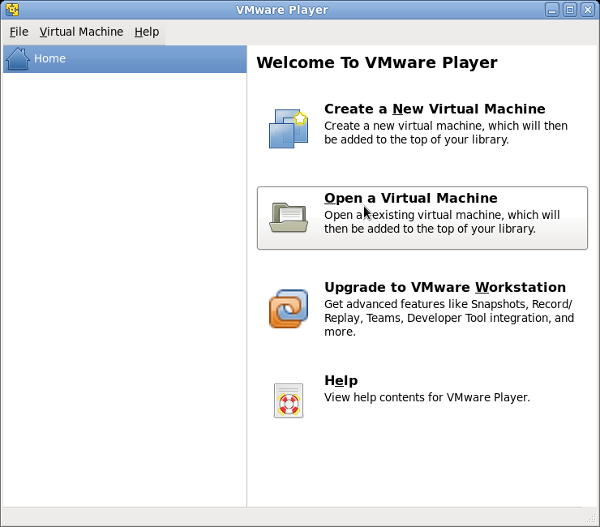 VMware Player
File Virtual Machine Help
Home
Welcome To VMware Player
Create a New Virtual Machine
Create a new virtual machine, which will then
be added to the top of your library.
Open a Virtual Machine
Open a existing virtual machine, which will
then be added to the top of your library.
Upgrade to VMware Workstation
Get advanced features like Snapshots, Record/
Replay, Teams, Developer Tool integration, and
more.
Help
View help contents for VMware Player.